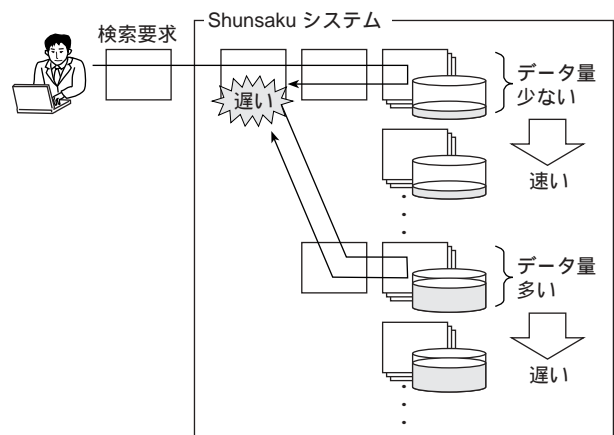 Shunsaku システム
検索要求
データ量
少ない
遅い
速い
データ量
多い
遅い